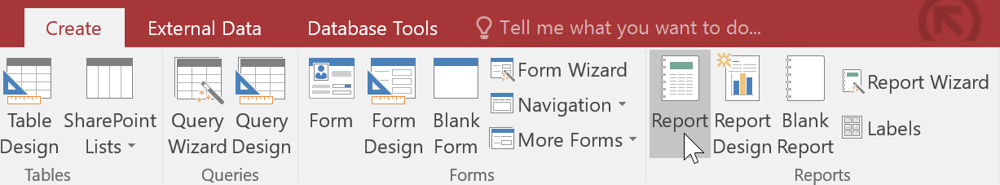 Create External Data Database Tools Tell me what you want to do...
Table Design
SharePoint Lists
Tables
Query Wizard
Query Design
Queries
Form
Form Design
Blank Form
Form Wizard
Navigation
More Forms
Forms
Report
Report Design
Blank Report
Report Wizard
Labels
Reports